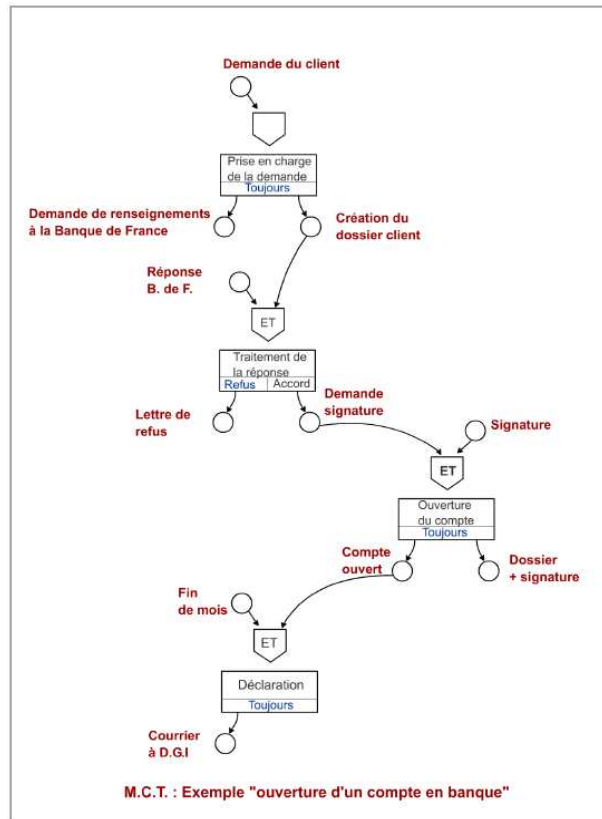 Demande du client
Prise en charge
de la demande
Toujours
Demande de renseignements
à la Banque de France
Création du
dossier client
Réponse
B. de F.
ET
Traitement de
la réponse
Refus
Accord
Lettre de
refus
Demande
signature
Signature
ET
Ouverture
du compte
Toujours
Compte
ouvert
Dossier
+ signature
Fin
de mois
ET
Déclaration
Toujours
Courrier
à D.G.I
M.C.T. : Exemple "ouverture d'un compte en banque"